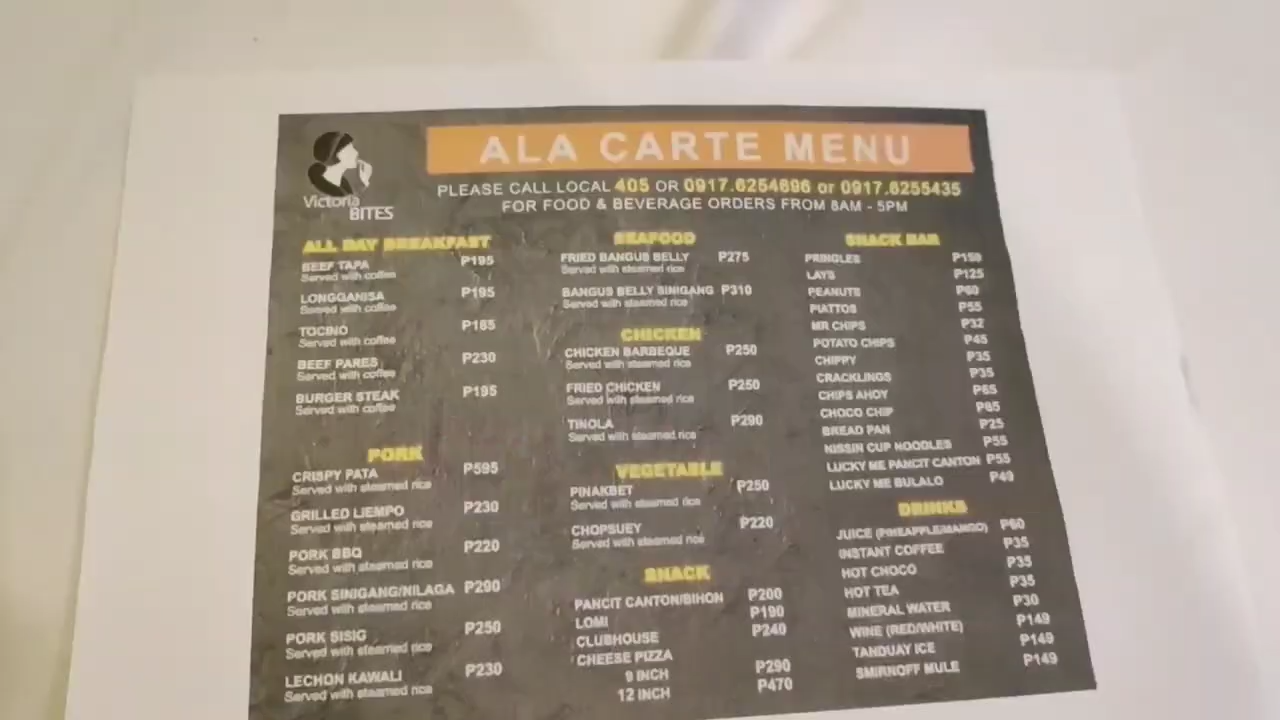 Victoria
BITES
ALA CARTE MENU
PLEASE CALL LOCAL 405 OR 0917.6254696 or 0917.6255435
FOR FOOD & BEVERAGE ORDERS FROM 8AM - 5PM
ALL DAY BREAKFAST
BEEF TAPA P195
Served with coffee
LONGGANISA P195
Served with coffee
TOCINO P185
Served with coffee
BEEF PARES P230
Served with coffee
BURGER STEAK P195
Served with coffee
PORK
CRISPY PATA P595
Served with steamed rice
GRILLED LIEMPO P230
Served with steamed rice
PORK BBQ P220
Served with steamed rice
PORK SINIGANG/NILAGA P290
Served with steamed rice
PORK SISIG P250
Served with steamed rice
LECHON KAWALI P230
Served with steamed rice
SEAFOOD
FRIED BANGUS BELLY P275
Served with steamed rice
BANGUS BELLY SINIGANG P310
Served with steamed rice
CHICKEN
CHICKEN BARBEQUE P250
Served with steamed rice
FRIED CHICKEN P250
Served with steamed rice
TINOLA P290
Served with steamed rice
VEGETABLE
PINAKBET P250
Served with steamed rice
CHOPSUEY P220
Served with steamed rice
SNACK
PANCIT CANTON/BIHON P200
LOMI P190
CLUBHOUSE P240
CHEESE PIZZA
9 INCH P290
12 INCH P470
SNACK BAR
PRINGLES P150
LAYS P125
PEANUTS P60
PIATTOS P55
MR CHIPS P32
POTATO CHIPS P45
CHIPPY P35
CRACKLINGS P35
CHIPS AHOY P65
CHOCO CHIP P65
BREAD PAN P25
NISSIN CUP NOODLES P55
LUCKY ME PANCIT CANTON P55
LUCKY ME BULALO P49
DRINKS
JUICE (PINEAPPLE/MANGO) P60
INSTANT COFFEE P35
HOT CHOCO P35
HOT TEA P35
MINERAL WATER P30
WINE (RED/WHITE) P149
TANDUAY ICE P149
SMIRNOFF MULE P149